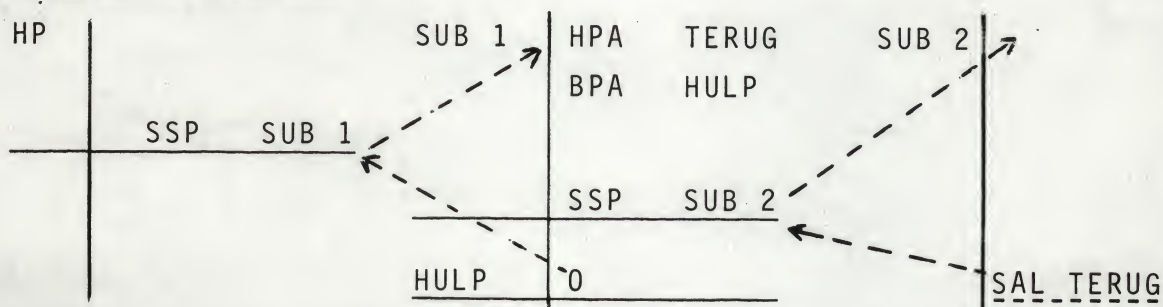 HP SUB 1 HPA TERUG SUB 2
BPA HULP
SSP SUB 1
SSP SUB 2
HULP 0
SAL TERUG